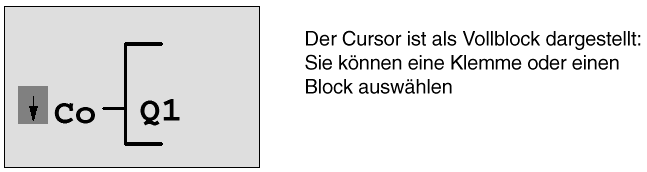 Der Cursor ist als Vollblock dargestellt:
Sie können eine Klemme oder einen
Block auswählen
Co Q1